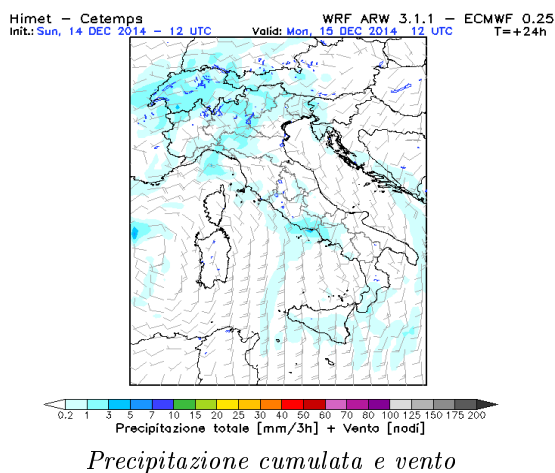 Himet – Cetemps WRF ARW 3.1.1 – ECMWF 0.25
Init.: Sun, 14 DEC 2014 – 12 UTC Valid: Mon, 15 DEC 2014 12 UTC T=+24h
0.2 1 3 5 7 10 15 20 25 30 40 50 60 70 80 100 125 150 175 200
Precipitazione totale [mm/3h] + Vento [nodi]
Precipitazione cumulata e vento